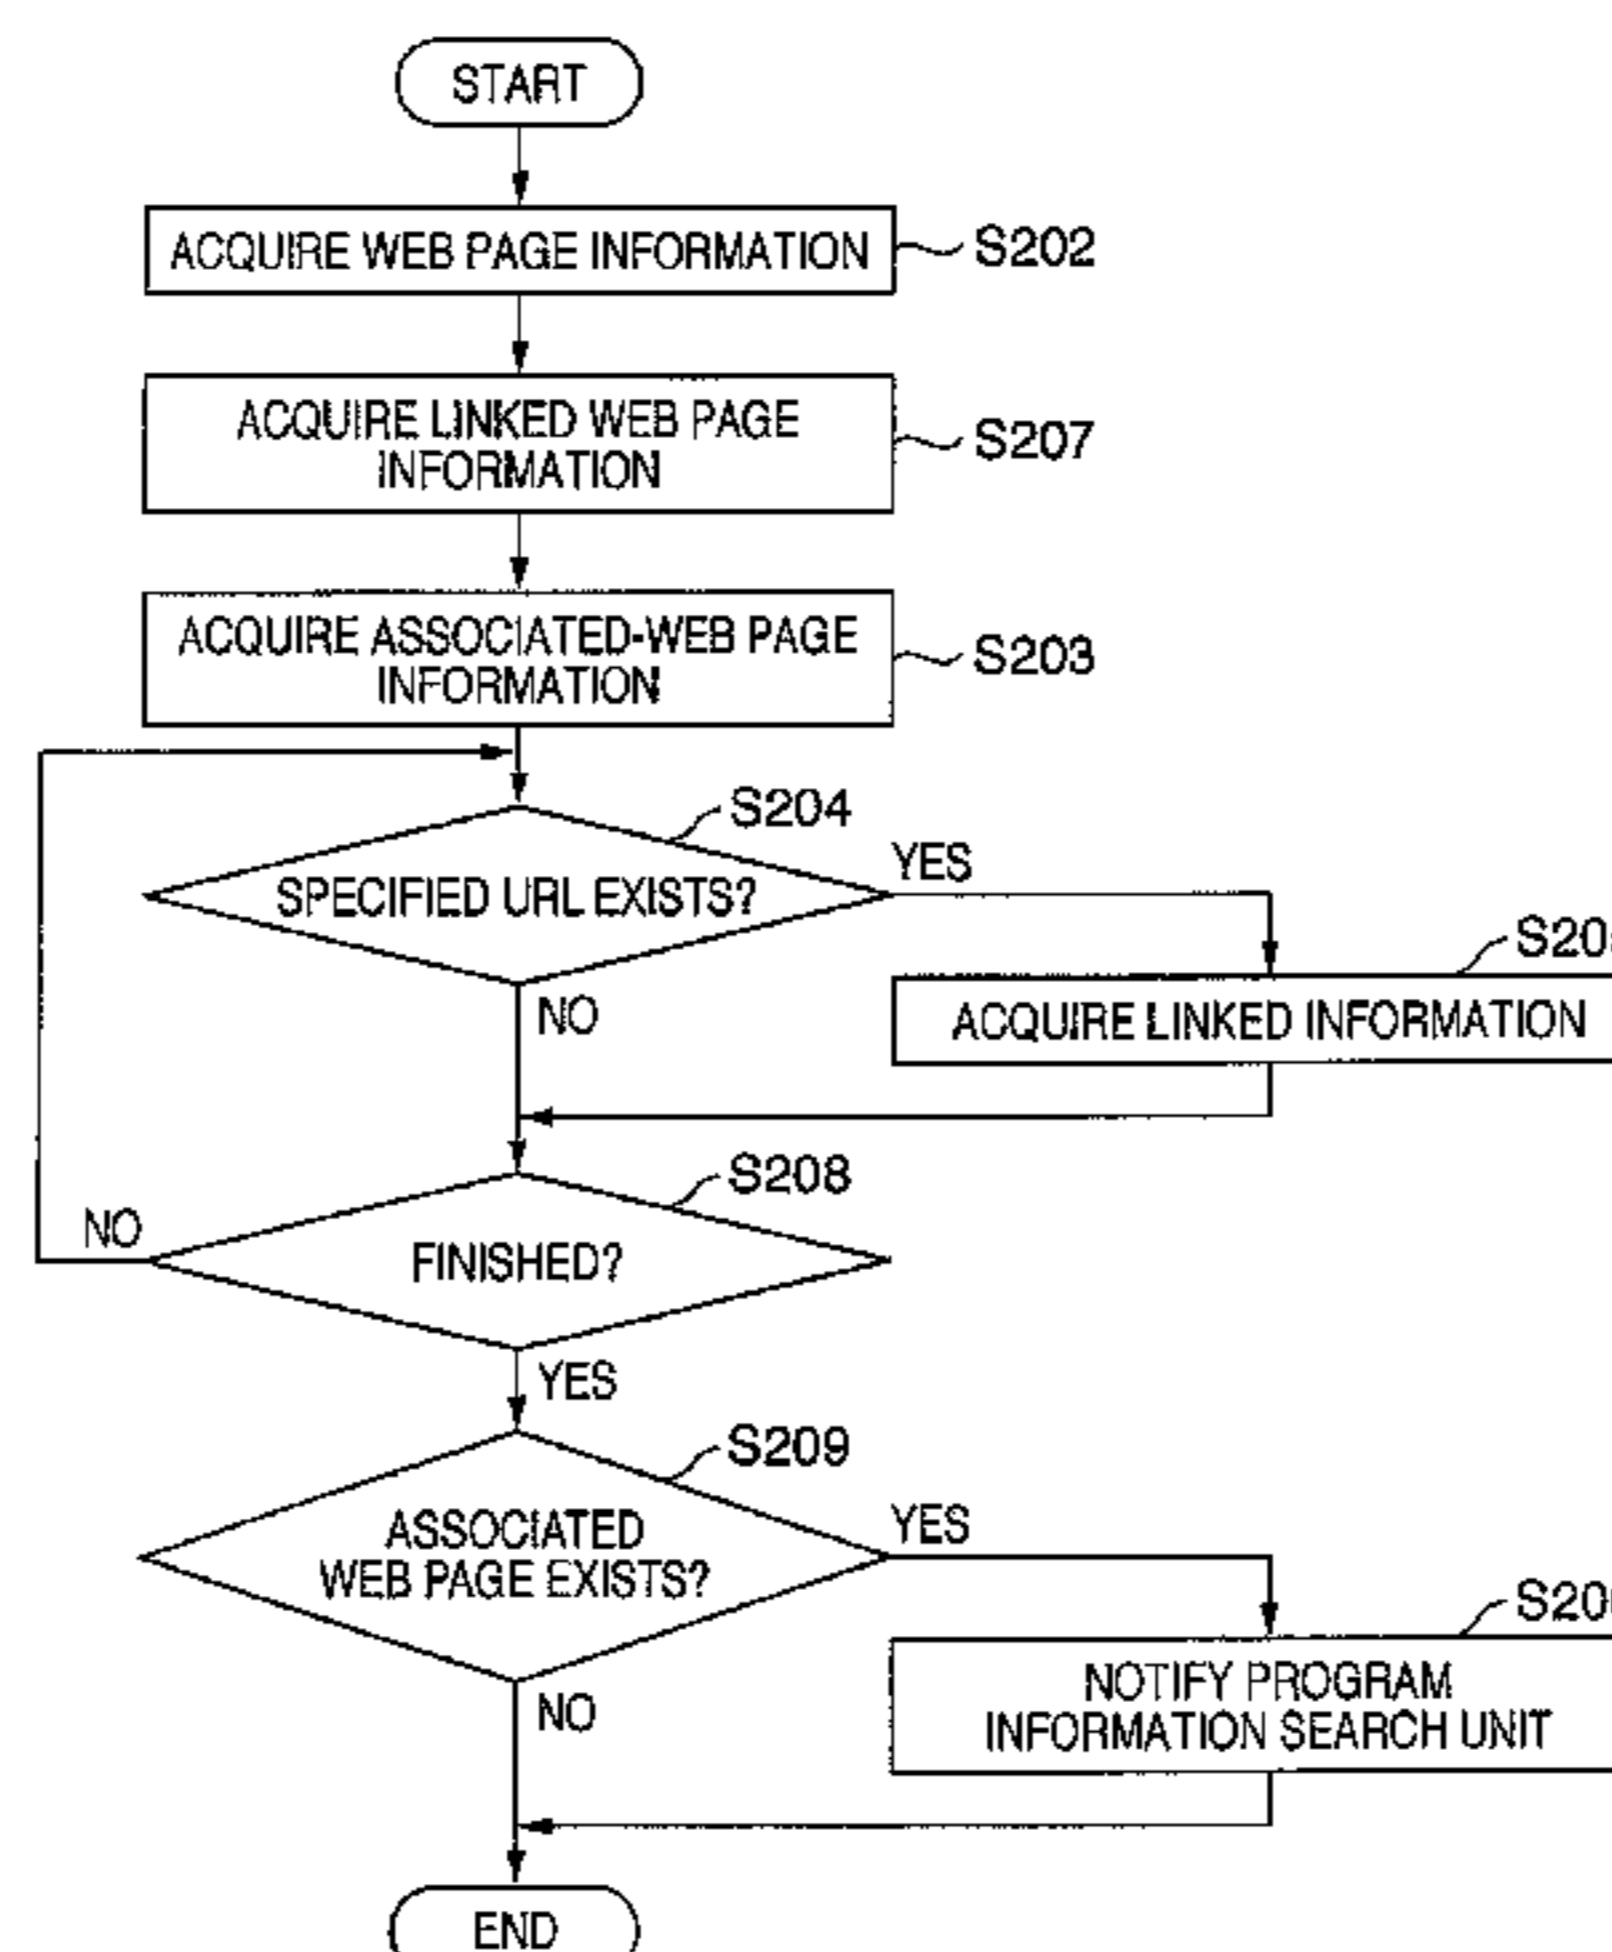 START
ACQUIRE WEB PAGE INFORMATION
S202
ACQUIRE LINKED WEB PAGE
INFORMATION
S207
ACQUIRE ASSOCIATED-WEB PAGE
INFORMATION
S203
S204
SPECIFIED URL EXISTS?
YES
NO
ACQUIRE LINKED INFORMATION
S208
FINISHED?
NO
YES
S209
ASSOCIATED
WEB PAGE EXISTS?
YES
NO
NOTIFY PROGRAM
INFORMATION SEARCH UNIT
END